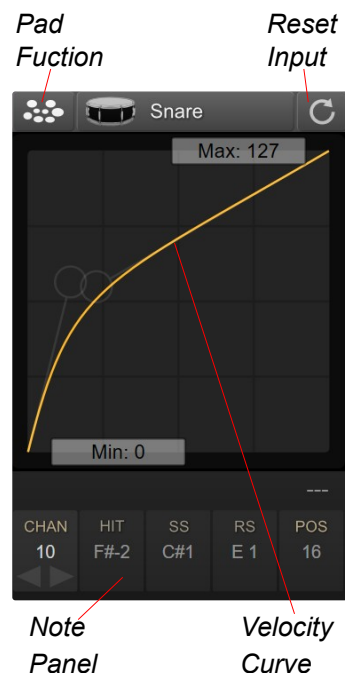 Pad
Fuction
Reset
Input
Snare
Max: 127
Min: 0
---
CHAN HIT SS RS POS
10 F#-2 C#1 E 1 16
Note
Panel
Velocity
Curve